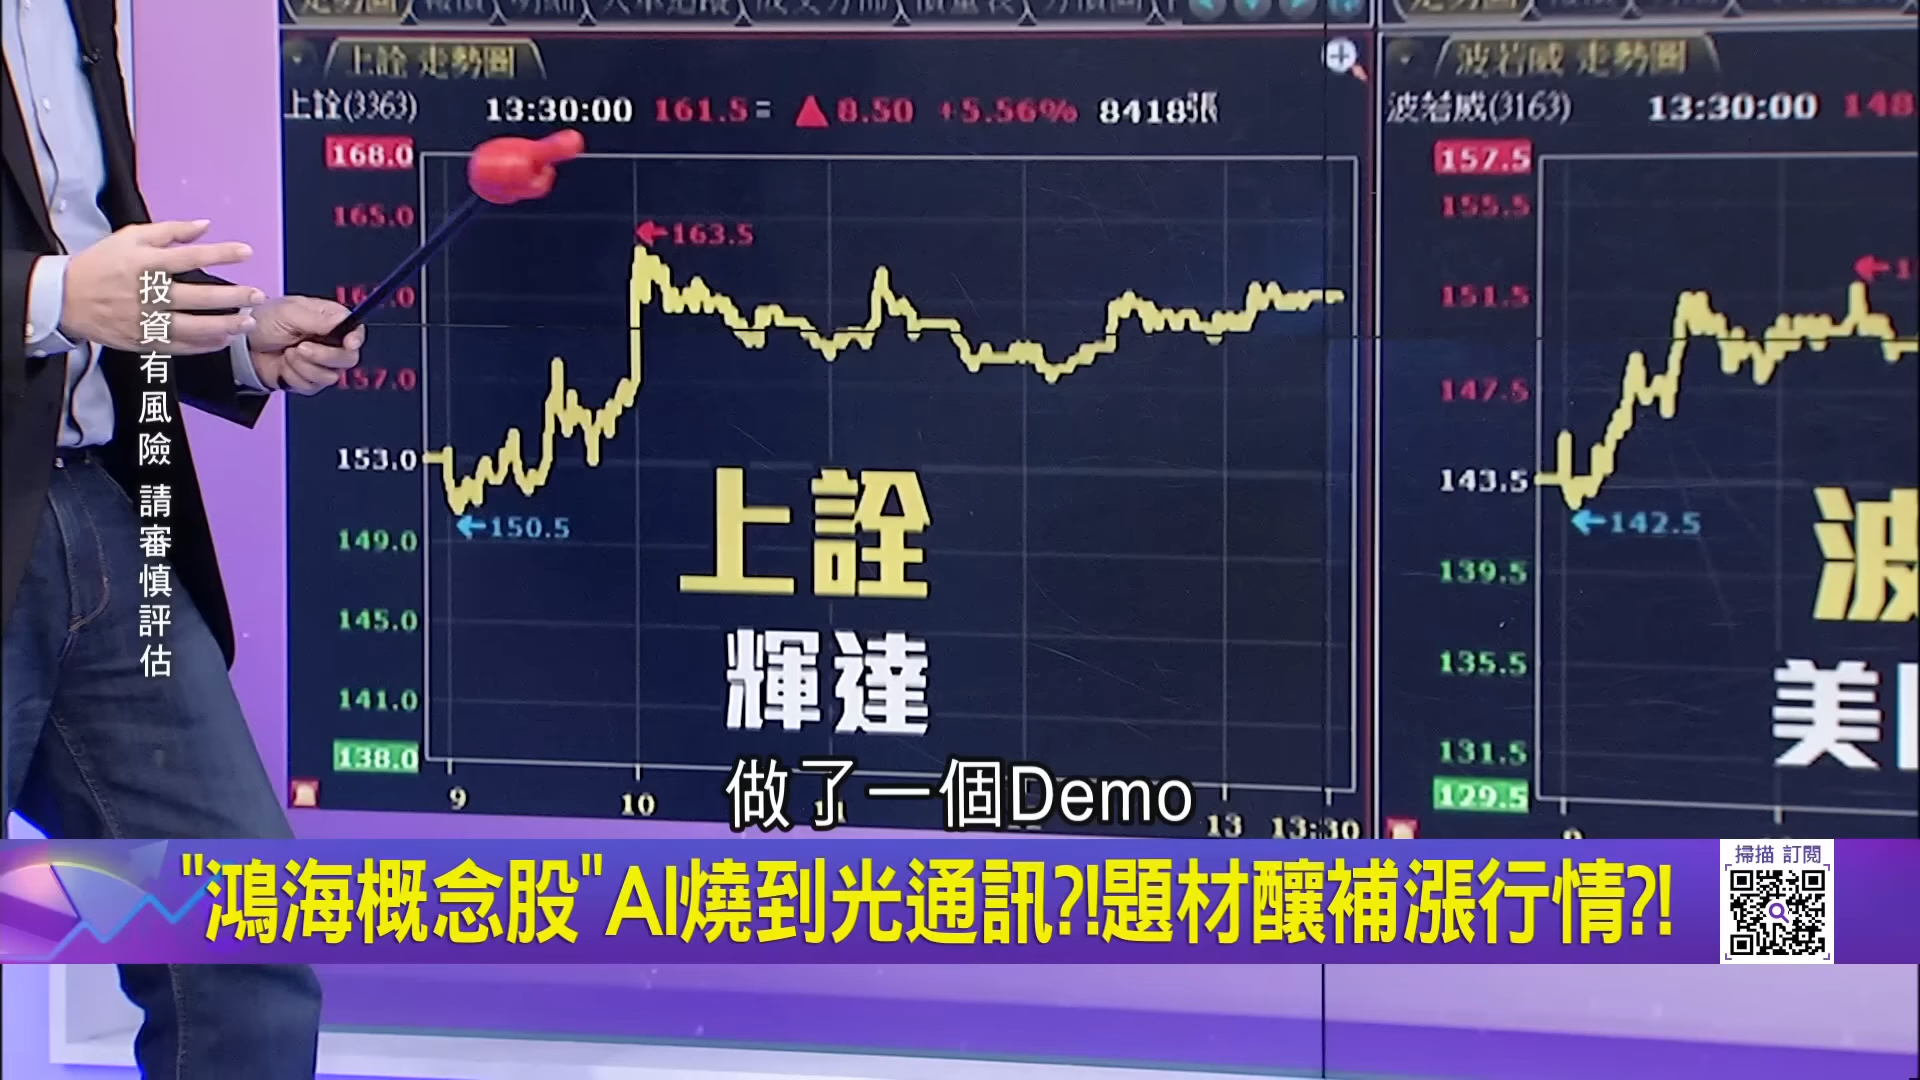 上詮 走勢圖
上詮(3363) 13:30:00 161.5= ▲8.50 +5.56% 8418張
168.0
165.0
163.5
157.0
153.0
150.5
149.0
145.0
141.0
138.0
9 10 13 13:30
上詮
輝達
波若威 走勢圖
波若威(3163) 13:30:00 148
157.5
155.5
151.5
147.5
143.5
142.5
139.5
135.5
131.5
129.5
投資有風險 請審慎評估
做了一個Demo
"鴻海概念股"AI燒到光通訊?!題材釀補漲行情?!
掃描 訂閱